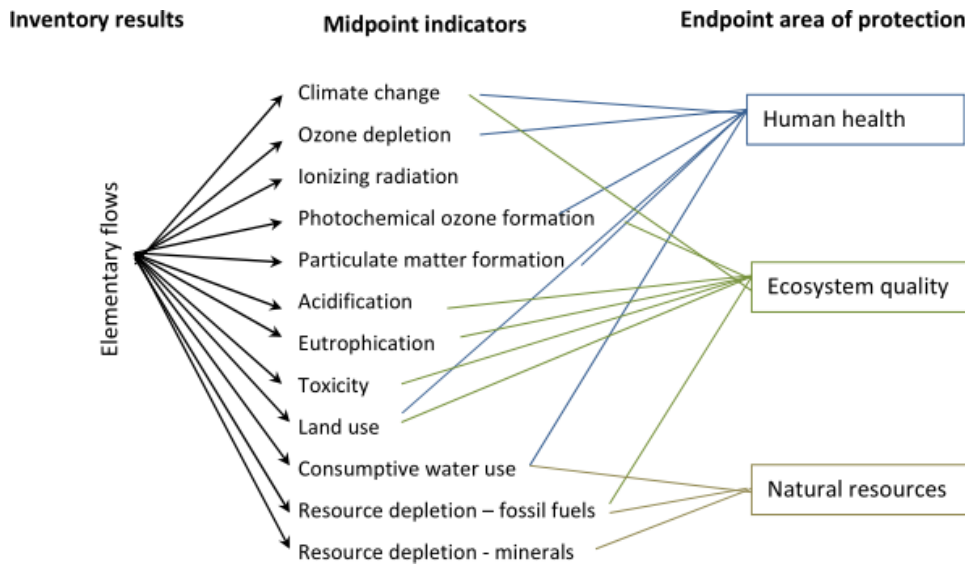 Inventory results
Midpoint indicators
Endpoint area of protection
Elementary flows
Climate change
Ozone depletion
Ionizing radiation
Photochemical ozone formation
Particulate matter formation
Acidification
Eutrophication
Toxicity
Land use
Consumptive water use
Resource depletion – fossil fuels
Resource depletion - minerals
Human health
Ecosystem quality
Natural resources